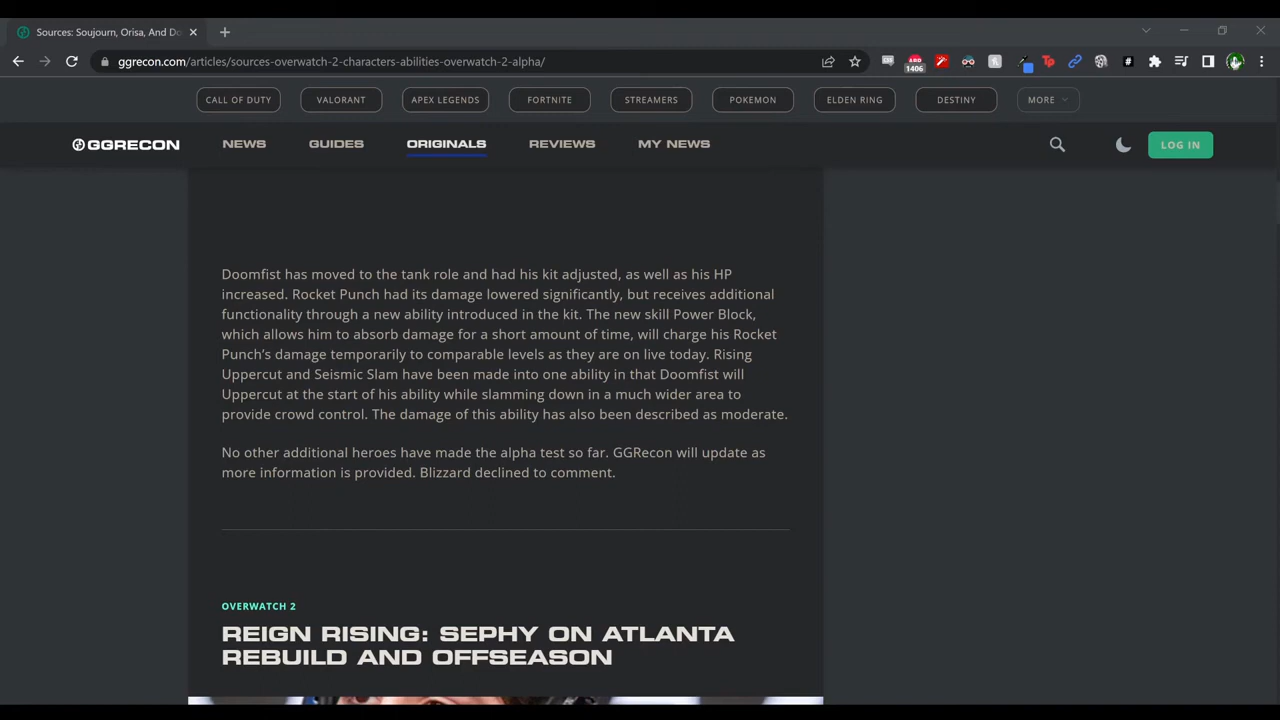 Sources: Soujourn, Orisa, And Do
ggrecon.com/articles/sources-overwatch-2-characters-abilities-overwatch-2-alpha/
1406
CALL OF DUTY VALORANT APEX LEGENDS FORTNITE STREAMERS POKEMON ELDEN RING DESTINY MORE
GGRECON NEWS GUIDES ORIGINALS REVIEWS MY NEWS LOG IN
Doomfist has moved to the tank role and had his kit adjusted, as well as his HP
increased. Rocket Punch had its damage lowered significantly, but receives additional
functionality through a new ability introduced in the kit. The new skill Power Block,
which allows him to absorb damage for a short amount of time, will charge his Rocket
Punch’s damage temporarily to comparable levels as they are on live today. Rising
Uppercut and Seismic Slam have been made into one ability in that Doomfist will
Uppercut at the start of his ability while slamming down in a much wider area to
provide crowd control. The damage of this ability has also been described as moderate.
No other additional heroes have made the alpha test so far. GGRecon will update as
more information is provided. Blizzard declined to comment.
OVERWATCH 2
REIGN RISING: SEPHY ON ATLANTA
REBUILD AND OFFSEASON